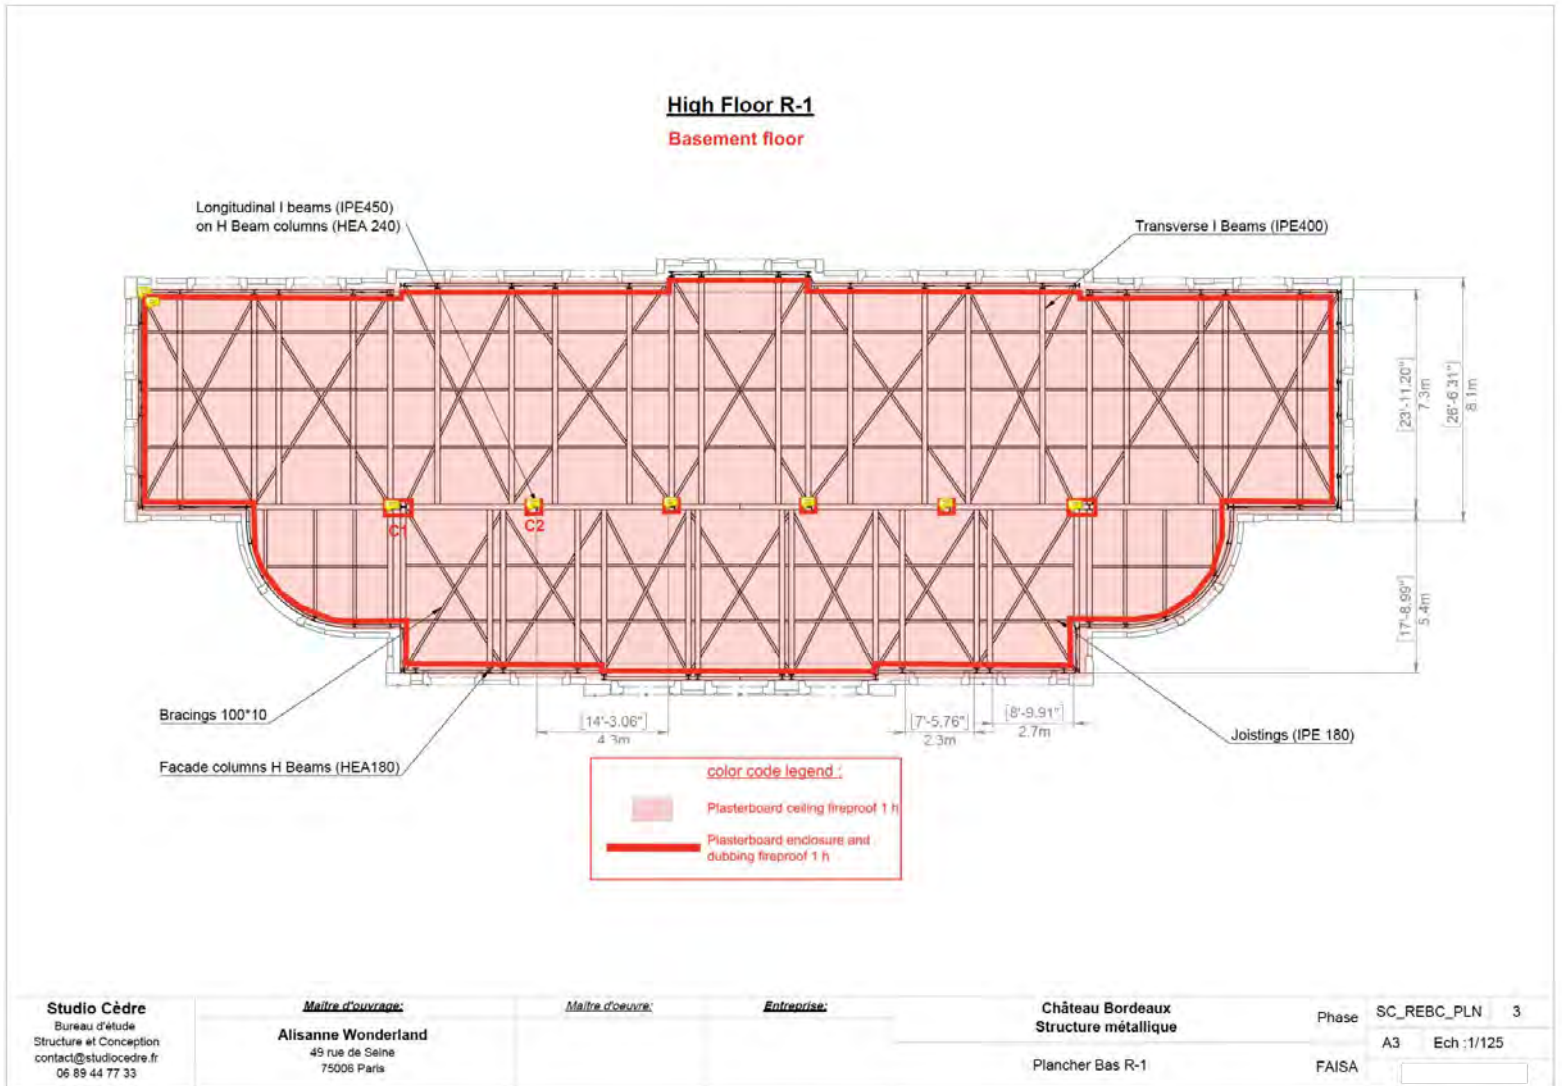 High Floor R-1
Basement floor
Longitudinal I beams (IPE450)
on H Beam columns (HEA 240)
Transverse I Beams (IPE400)
[23'-11.20"]
7.3m
[26'-6.31"]
8.1m
C1
C2
[17'-8.99"]
5.4m
Bracings 100*10
[14'-3.06"]
4.3m
[7'-5.76"]
2.3m
[8'-9.91"]
2.7m
Joistings (IPE 180)
Facade columns H Beams (HEA180)
color code legend :
Plasterboard ceiling fireproof 1 h
Plasterboard enclosure and
dubbing fireproof 1 h
Studio Cèdre
Bureau d'étude
Structure et Conception
contact@studiocedre.fr
06 89 44 77 33
Maître d'ouvrage:
Alisanne Wonderland
49 rue de Seine
75006 Paris
Maître d'oeuvre:
Entreprise:
Château Bordeaux
Structure métallique
Plancher Bas R-1
Phase
FAISA
SC_REBC_PLN 3
A3 Ech :1/125